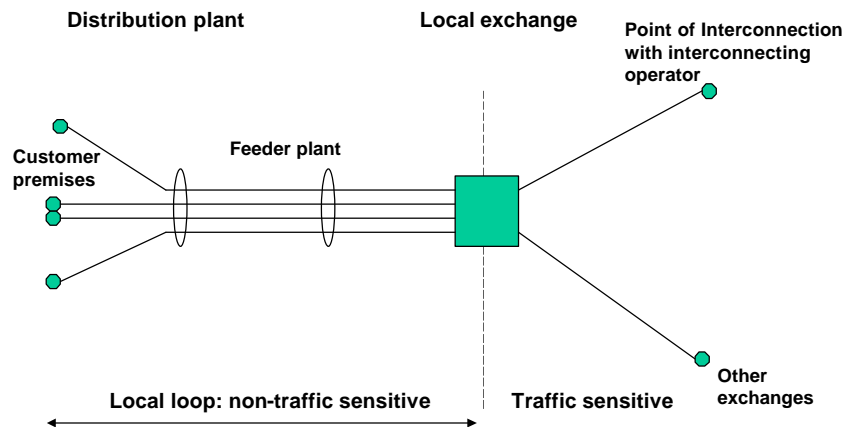 Distribution plant
Local exchange
Point of Interconnection
with interconnecting
operator
Feeder plant
Customer
premises
Other
exchanges
Local loop: non-traffic sensitive
Traffic sensitive